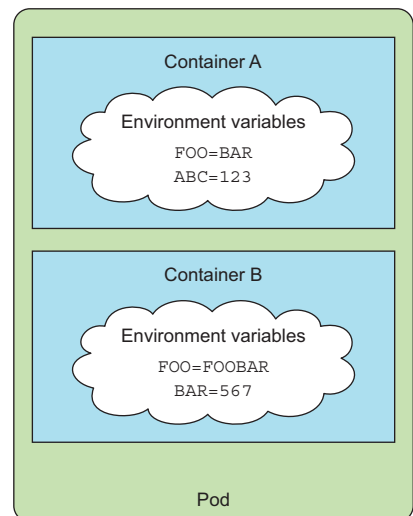 Container A
Environment variables
FOO=BAR
ABC=123
Container B
Environment variables
FOO=FOOBAR
BAR=567
Pod